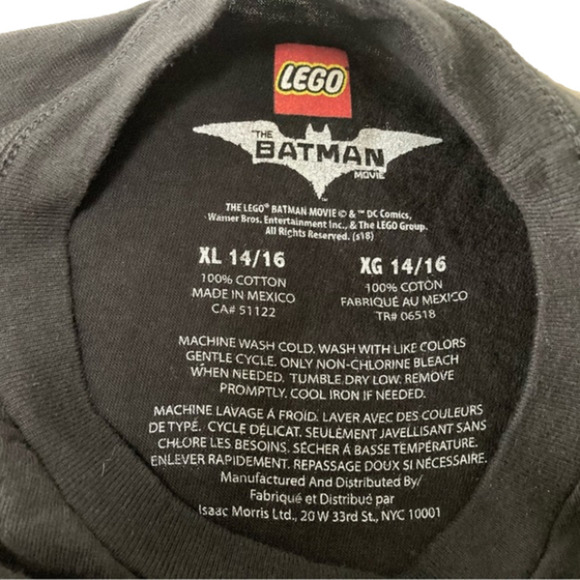 LEGO
THE
BATMAN
MOVIE
™
THE LEGO® BATMAN MOVIE © & ™ DC Comics,
Warner Bros. Entertainment Inc., & The LEGO Group.
All Rights Reserved. (s18)
XL 14/16
100% COTTON
MADE IN MEXICO
CA# 51122
XG 14/16
100% COTON
FABRIQUÉ AU MEXICO
TR# 06518
MACHINE WASH COLD. WASH WITH LIKE COLORS
GENTLE CYCLE. ONLY NON-CHLORINE BLEACH
WHEN NEEDED. TUMBLE DRY LOW. REMOVE
PROMPTLY. COOL IRON IF NEEDED.
MACHINE LAVAGE À FROID. LAVER AVEC DES COULEURS
DE TYPE. CYCLE DÉLICAT. SEULEMENT JAVELLISANT SANS
CHLORE LES BESOINS. SÉCHER À BASSE TEMPÉRATURE.
ENLEVER RAPIDEMENT. REPASSAGE DOUX SI NÉCESSAIRE.
Manufactured And Distributed By/
Fabriqué et Distribué par
Isaac Morris Ltd., 20 W 33rd St., NYC 10001